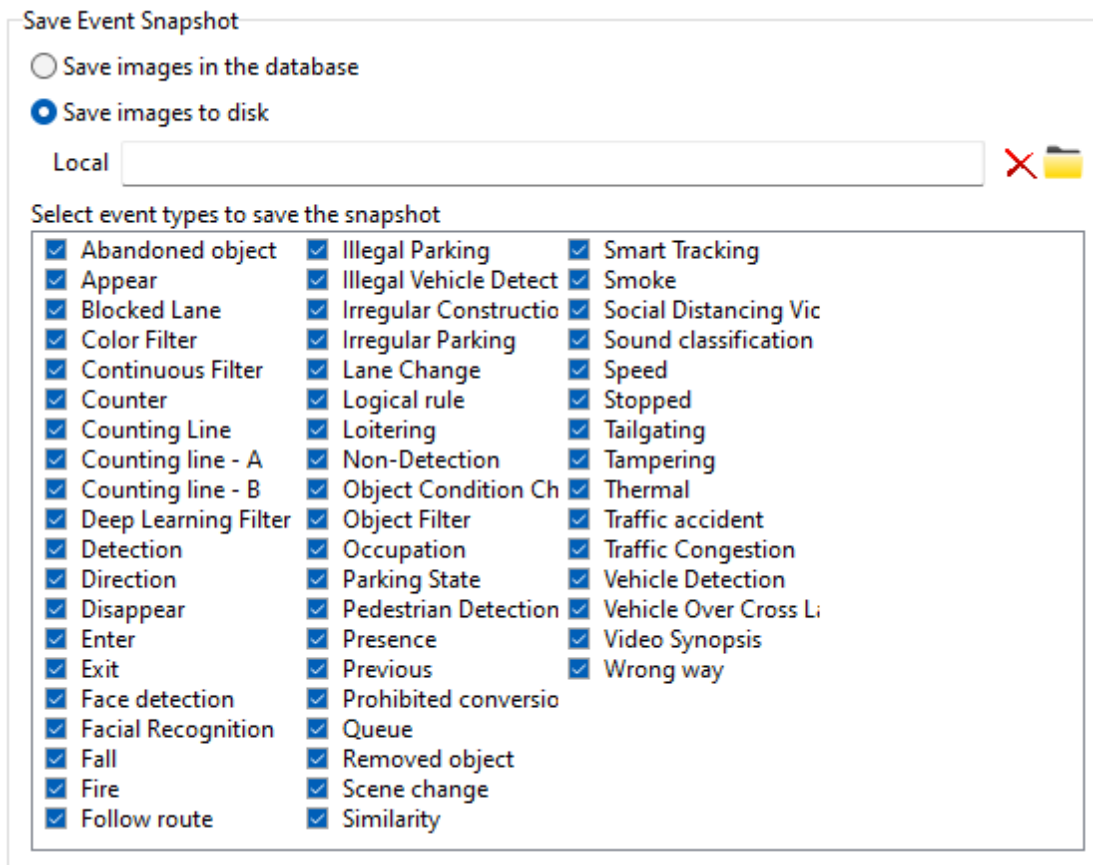 Save Event Snapshot
Save images in the database
Save images to disk
Local
Select event types to save the snapshot
Abandoned object
Appear
Blocked Lane
Color Filter
Continuous Filter
Counter
Counting Line
Counting line - A
Counting line - B
Deep Learning Filter
Detection
Direction
Disappear
Enter
Exit
Face detection
Facial Recognition
Fall
Fire
Follow route
Illegal Parking
Illegal Vehicle Detect
Irregular Constructio
Irregular Parking
Lane Change
Logical rule
Loitering
Non-Detection
Object Condition Ch
Object Filter
Occupation
Parking State
Pedestrian Detection
Presence
Previous
Prohibited conversio
Queue
Removed object
Scene change
Similarity
Smart Tracking
Smoke
Social Distancing Vic
Sound classification
Speed
Stopped
Tailgating
Tampering
Thermal
Traffic accident
Traffic Congestion
Vehicle Detection
Vehicle Over Cross La
Video Synopsis
Wrong way